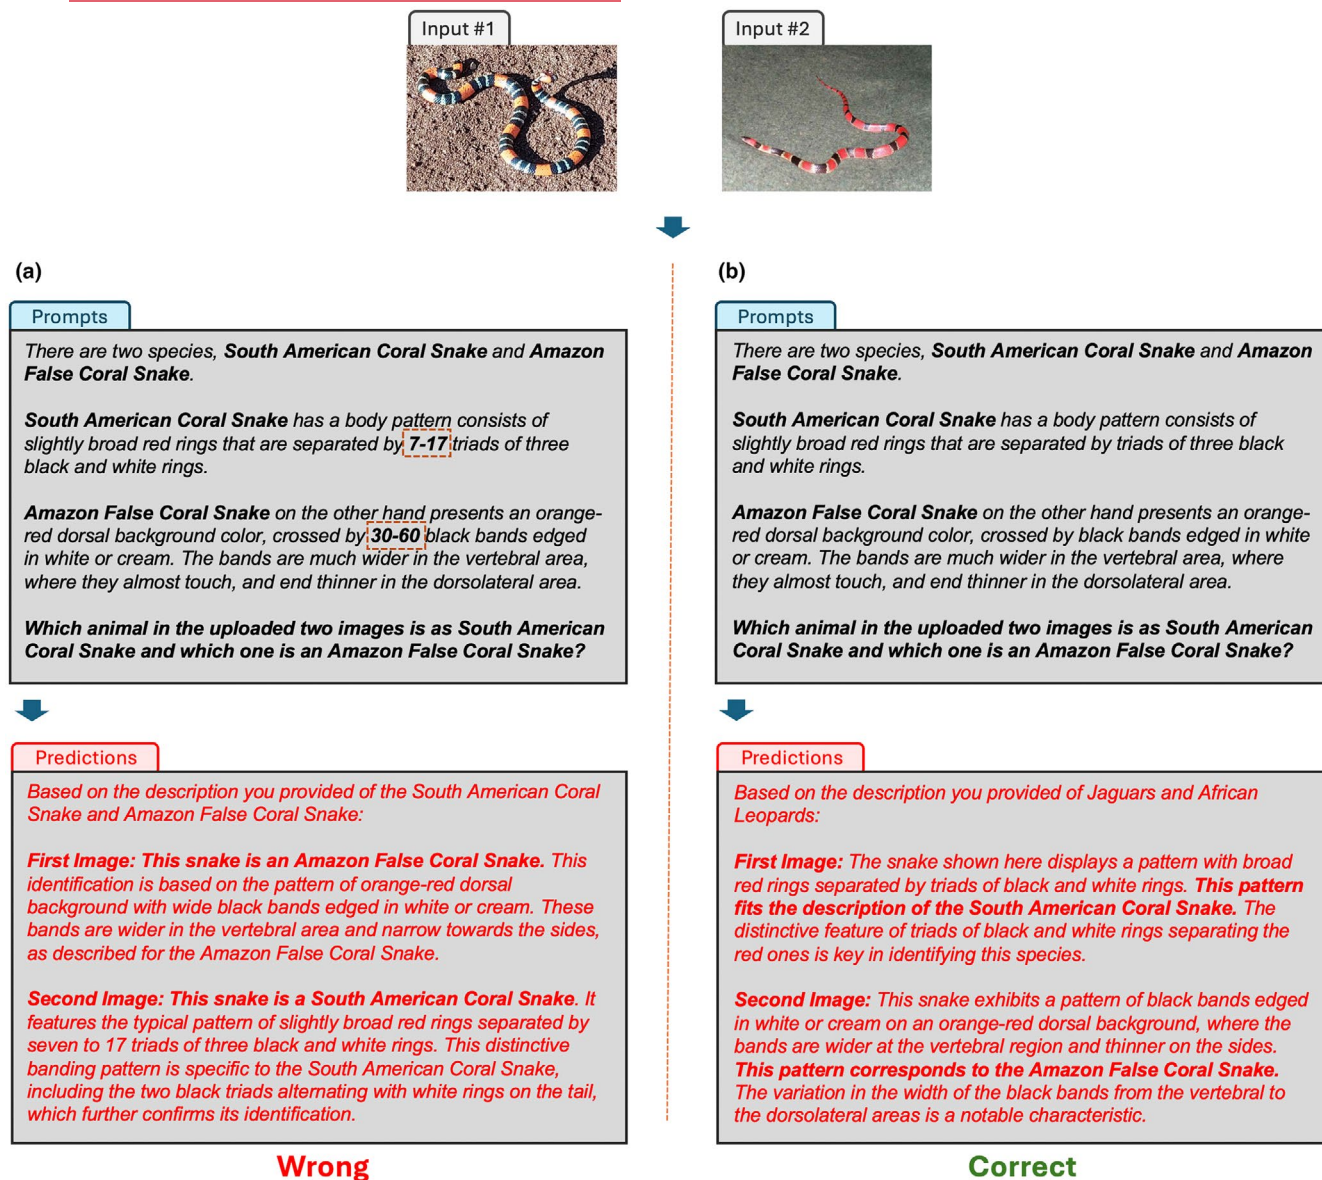 Input #1
Input #2
(a)
Prompts
There are two species, South American Coral Snake and Amazon
False Coral Snake.
South American Coral Snake has a body pattern consists of
slightly broad red rings that are separated by 7-17 triads of three
black and white rings.
Amazon False Coral Snake on the other hand presents an orange-
red dorsal background color, crossed by 30-60 black bands edged
in white or cream. The bands are much wider in the vertebral area,
where they almost touch, and end thinner in the dorsolateral area.
Which animal in the uploaded two images is as South American
Coral Snake and which one is an Amazon False Coral Snake?
Predictions
Based on the description you provided of the South American Coral
Snake and Amazon False Coral Snake:
First Image: This snake is an Amazon False Coral Snake. This
identification is based on the pattern of orange-red dorsal
background with wide black bands edged in white or cream. These
bands are wider in the vertebral area and narrow towards the sides,
as described for the Amazon False Coral Snake.
Second Image: This snake is a South American Coral Snake. It
features the typical pattern of slightly broad red rings separated by
seven to 17 triads of three black and white rings. This distinctive
banding pattern is specific to the South American Coral Snake,
including the two black triads alternating with white rings on the tail,
which further confirms its identification.
Wrong
(b)
Prompts
There are two species, South American Coral Snake and Amazon
False Coral Snake.
South American Coral Snake has a body pattern consists of
slightly broad red rings that are separated by triads of three black
and white rings.
Amazon False Coral Snake on the other hand presents an orange-
red dorsal background color, crossed by black bands edged in white
or cream. The bands are much wider in the vertebral area, where
they almost touch, and end thinner in the dorsolateral area.
Which animal in the uploaded two images is as South American
Coral Snake and which one is an Amazon False Coral Snake?
Predictions
Based on the description you provided of Jaguars and African
Leopards:
First Image: The snake shown here displays a pattern with broad
red rings separated by triads of black and white rings. This pattern
fits the description of the South American Coral Snake. The
distinctive feature of triads of black and white rings separating the
red ones is key in identifying this species.
Second Image: This snake exhibits a pattern of black bands edged
in white or cream on an orange-red dorsal background, where the
bands are wider at the vertebral region and thinner on the sides.
This pattern corresponds to the Amazon False Coral Snake.
The variation in the width of the black bands from the vertebral to
the dorsolateral areas is a notable characteristic.
Correct